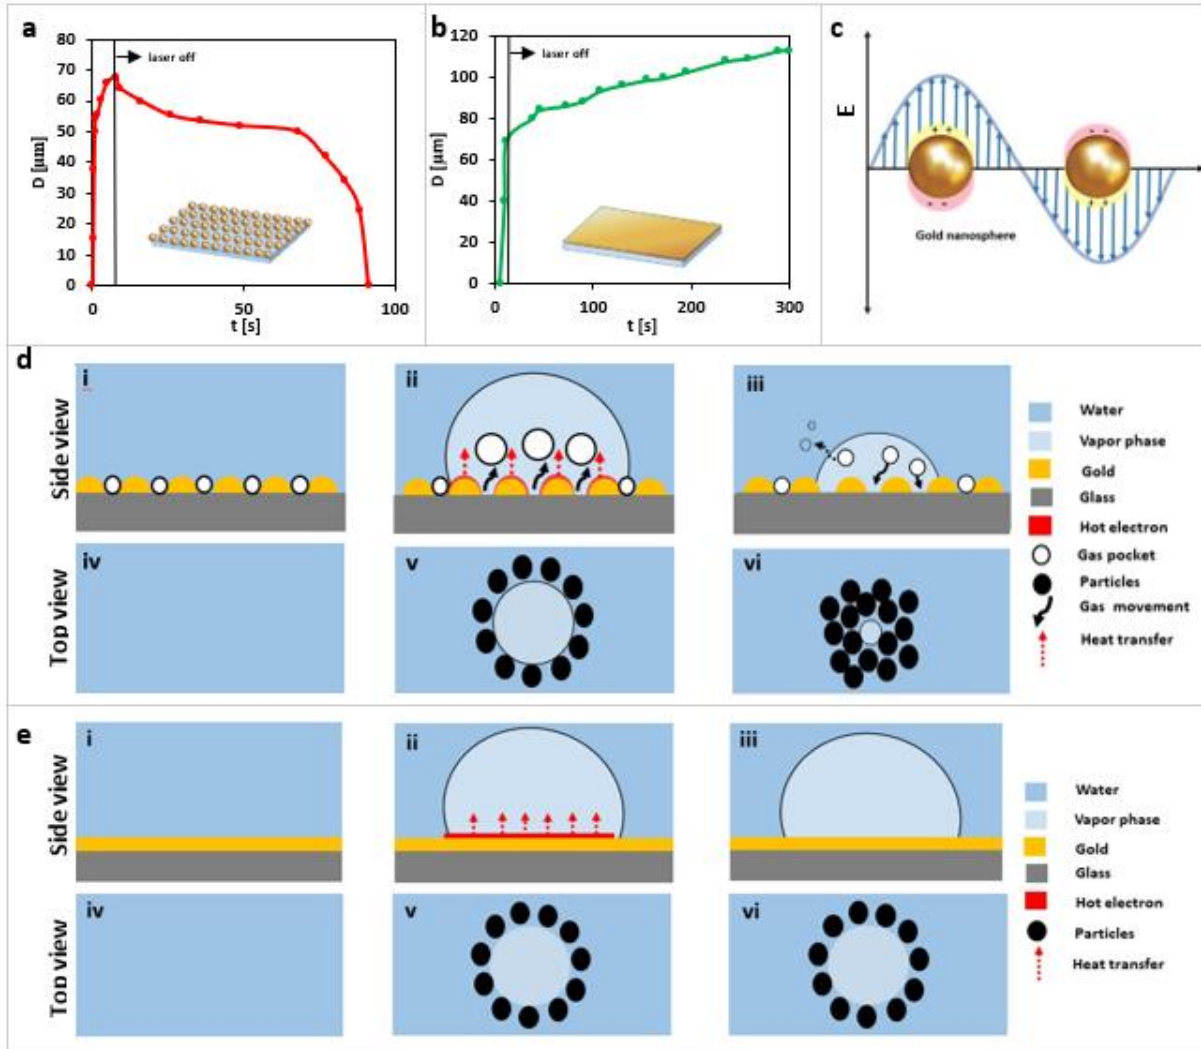 a
80
70
60
50
40
30
20
10
0
D [µm]
laser off
0
50
100
t [s]
b
120
100
80
60
40
20
0
D [µm]
laser off
0
100
200
300
t [s]
c
E
+ +
- -
- -
+ +
Gold nanosphere
d
Side view
i
ii
iii
Top view
iv
v
vi
Water
Vapor phase
Gold
Glass
Hot electron
Gas pocket
Particles
Gas movement
Heat transfer
e
Side view
i
ii
iii
Top view
iv
v
vi
Water
Vapor phase
Gold
Glass
Hot electron
Particles
Heat transfer